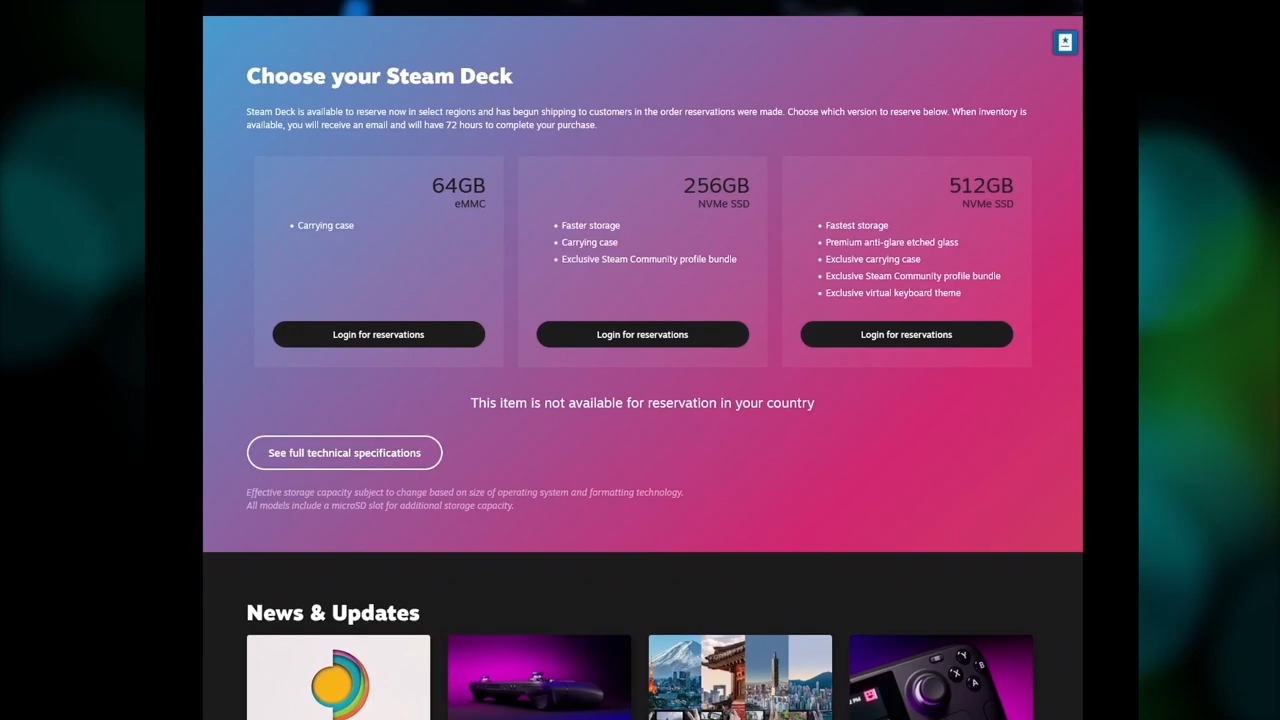 Choose your Steam Deck
Steam Deck is available to reserve now in select regions and has begun shipping to customers in the order reservations were made. Choose which version to reserve below. When inventory is
available, you will receive an email and will have 72 hours to complete your purchase.
64GB
eMMC
• Carrying case
Login for reservations
256GB
NVMe SSD
• Faster storage
• Carrying case
• Exclusive Steam Community profile bundle
Login for reservations
512GB
NVMe SSD
• Fastest storage
• Premium anti-glare etched glass
• Exclusive carrying case
• Exclusive Steam Community profile bundle
• Exclusive virtual keyboard theme
Login for reservations
This item is not available for reservation in your country
See full technical specifications
Effective storage capacity subject to change based on size of operating system and formatting technology.
All models include a microSD slot for additional storage capacity.
News & Updates
Y
B
X
A